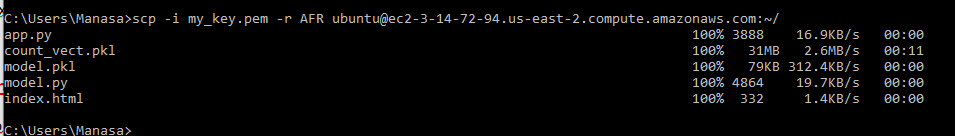 C:\Users\Manasa>scp -i my_key.pem -r AFR ubuntu@ec2-3-14-72-94.us-east-2.compute.amazonaws.com:~/
app.py 100% 3888 16.9KB/s 00:00
count_vect.pkl 100% 31MB 2.6MB/s 00:11
model.pkl 100% 79KB 312.4KB/s 00:00
model.py 100% 4864 19.7KB/s 00:00
index.html 100% 332 1.4KB/s 00:00
C:\Users\Manasa>